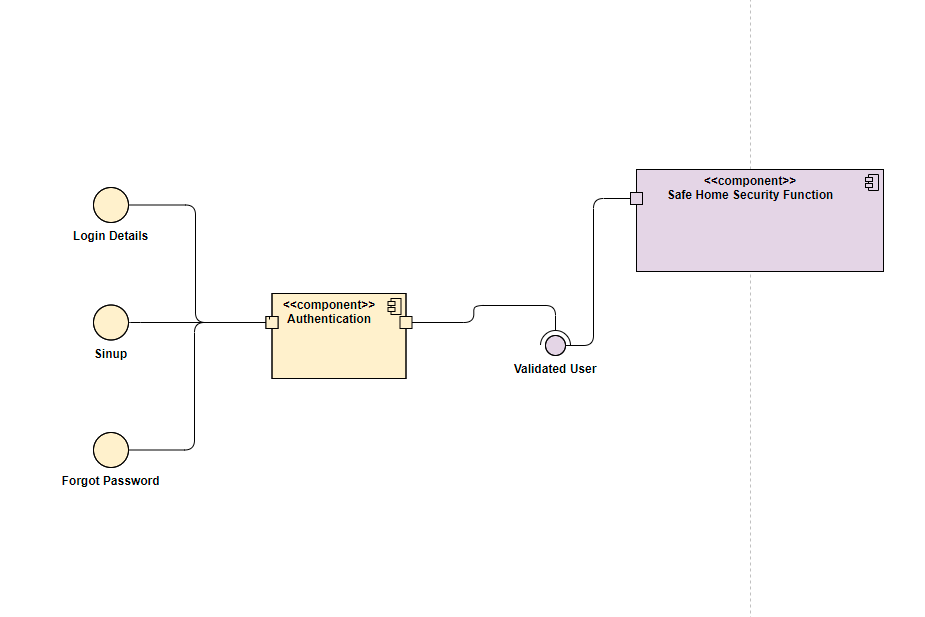 <<component>>
Safe Home Security Function
Login Details
<<component>>
Authentication
Sinup
Validated User
Forgot Password